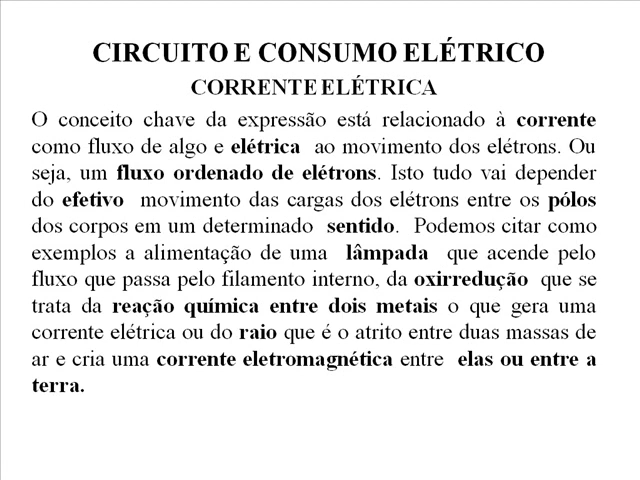 CIRCUITO E CONSUMO ELÉTRICO
CORRENTE ELÉTRICA
O conceito chave da expressão está relacionado à corrente
como fluxo de algo e elétrica ao movimento dos elétrons. Ou
seja, um fluxo ordenado de elétrons. Isto tudo vai depender
do efetivo movimento das cargas dos elétrons entre os pólos
dos corpos em um determinado sentido. Podemos citar como
exemplos a alimentação de uma lâmpada que acende pelo
fluxo que passa pelo filamento interno, da oxirredução que se
trata da reação química entre dois metais o que gera uma
corrente elétrica ou do raio que é o atrito entre duas massas de
ar e cria uma corrente eletromagnética entre elas ou entre a
terra.